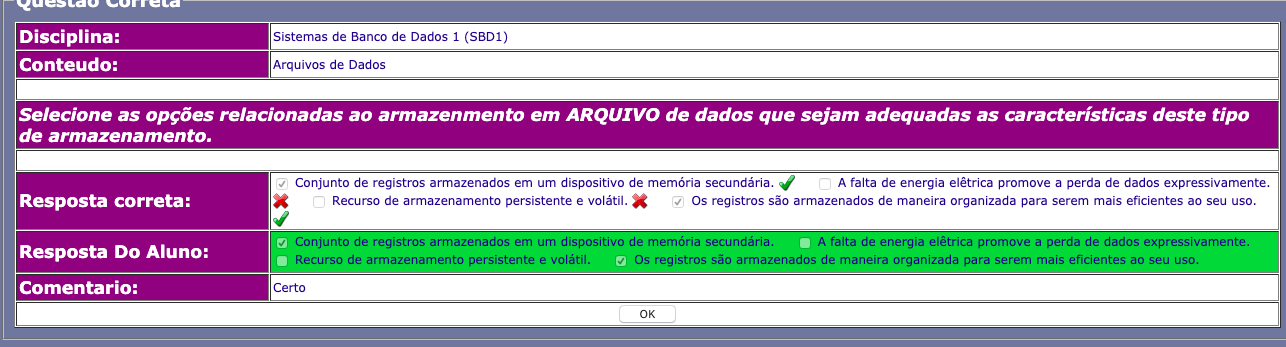 Questão Correta
Disciplina: Sistemas de Banco de Dados 1 (SBD1)
Conteudo: Arquivos de Dados
Selecione as opções relacionadas ao armazenmento em ARQUIVO de dados que sejam adequadas as características deste tipo
de armazenamento.
Resposta correta:
Conjunto de registros armazenados em um dispositivo de memória secundária. A falta de energia elêtrica promove a perda de dados expressivamente.
Recurso de armazenamento persistente e volátil. Os registros são armazenados de maneira organizada para serem mais eficientes ao seu uso.
Resposta Do Aluno:
Conjunto de registros armazenados em um dispositivo de memória secundária. A falta de energia elêtrica promove a perda de dados expressivamente.
Recurso de armazenamento persistente e volátil. Os registros são armazenados de maneira organizada para serem mais eficientes ao seu uso.
Comentario: Certo
OK